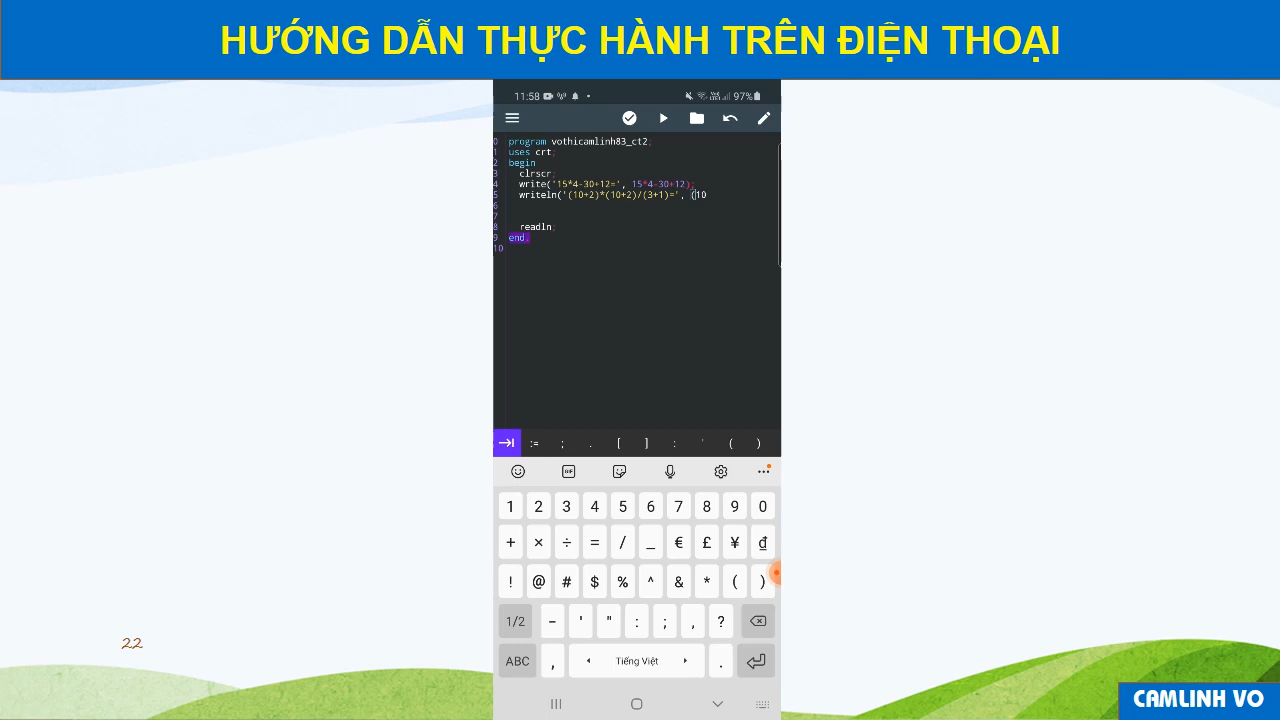 HƯỚNG DẪN THỰC HÀNH TRÊN ĐIỆN THOẠI
11:58 97%
0 program vothicamlinh83_ct2;
1 uses crt;
2 begin
3 clrscr;
4 write('15*4-30+12=', 15*4-30+12);
5 writeln('(10+2)*(10+2)/(3+1)=', (10
6
7
8 readln;
9 end.
10
:= ; . [ ] : ' ( )
GIF
1 2 3 4 5 6 7 8 9 0
+ × ÷ = / _ € £ ¥ ₫
! @ # $ % ^ & * ( )
1/2 - ' " : ; , ?
ABC , Tiếng Việt .
22
CAMLINH VO